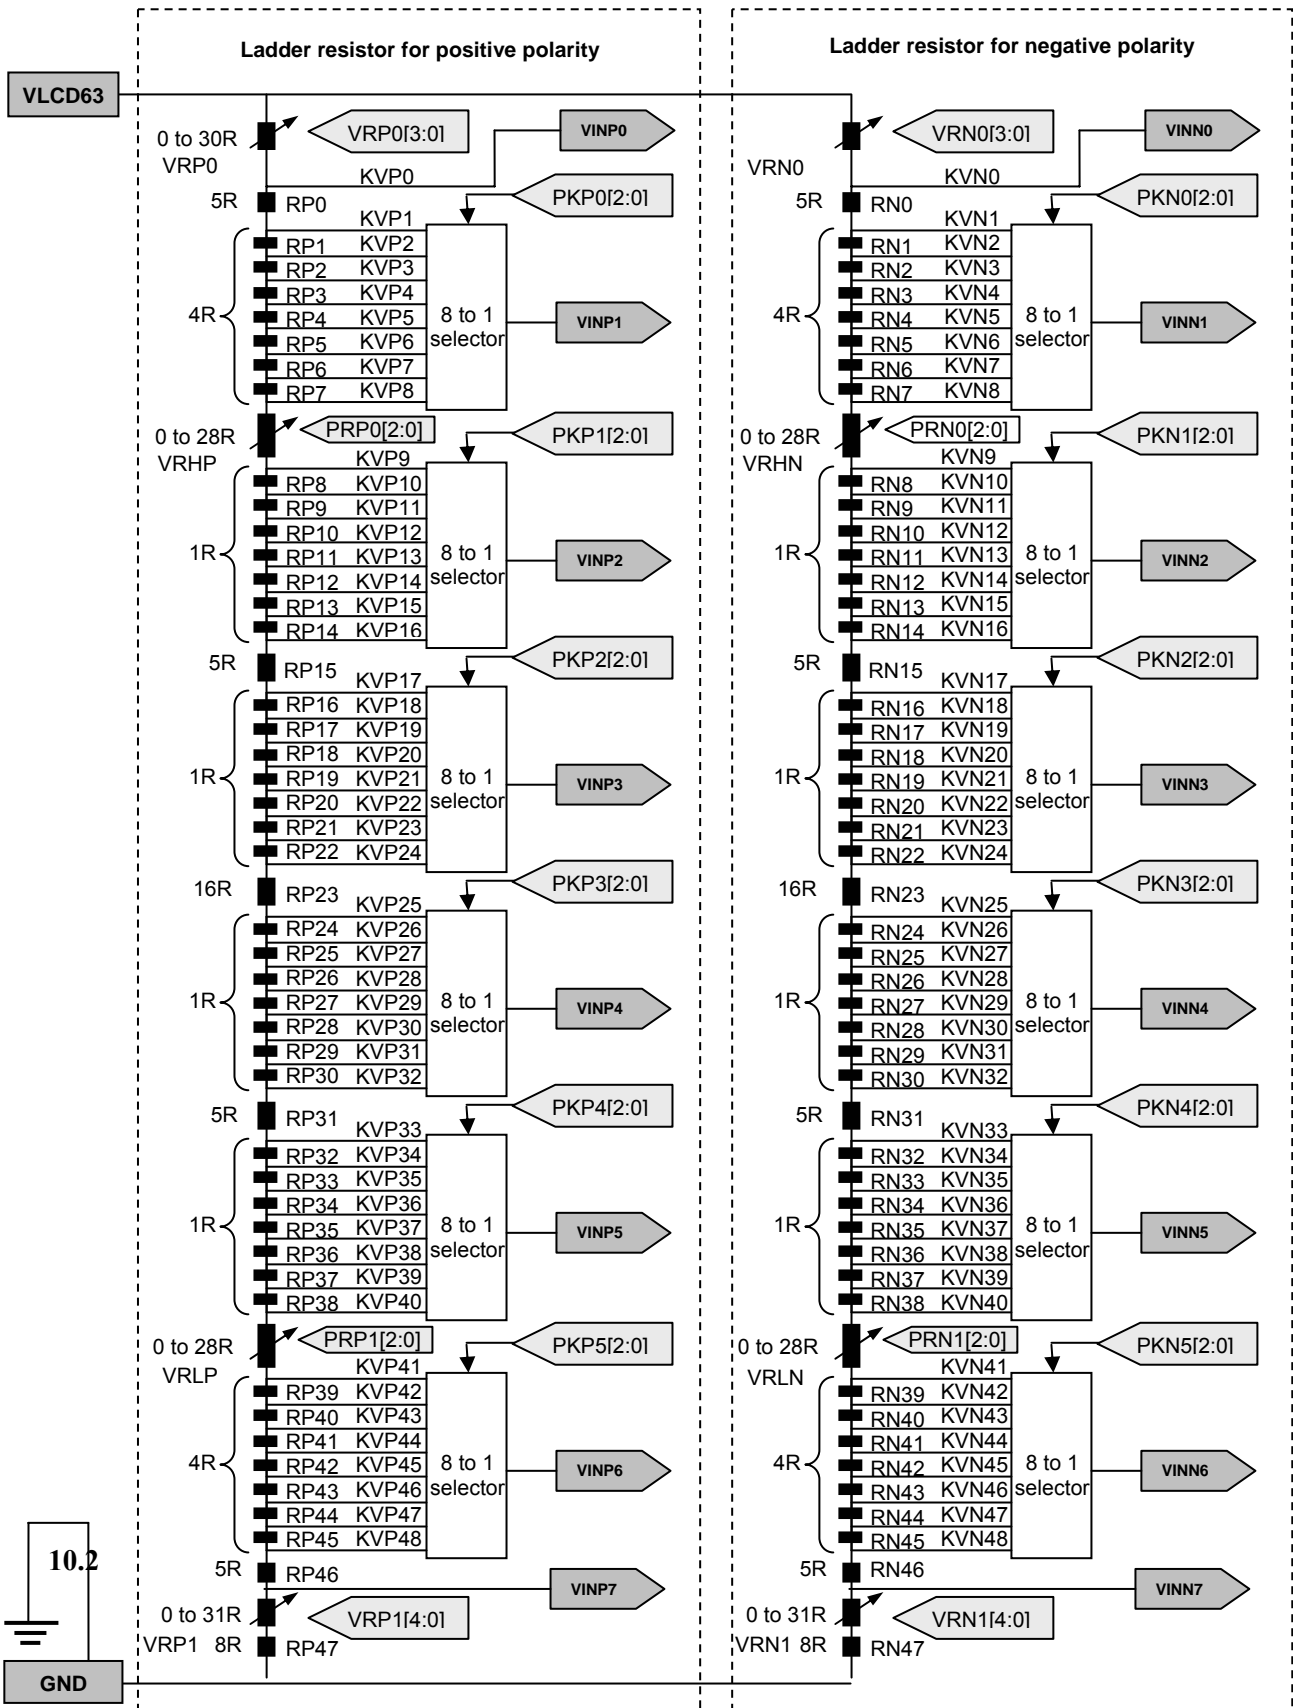 Ladder resistor for positive polarity
VLCD63
0 to 30R
VRP0
VRP0[3:0]
VINP0
KVP0
5R
RP0
PKP0[2:0]
KVP1
RP1 KVP2
RP2 KVP3
RP3 KVP4
4R
RP4 KVP5
RP5 KVP6
RP6 KVP7
RP7 KVP8
8 to 1
selector
VINP1
0 to 28R
VRHP
PRP0[2:0]
PKP1[2:0]
KVP9
RP8 KVP10
RP9 KVP11
RP10 KVP12
1R
RP11 KVP13
RP12 KVP14
RP13 KVP15
RP14 KVP16
8 to 1
selector
VINP2
5R
RP15
PKP2[2:0]
KVP17
RP16 KVP18
RP17 KVP19
RP18 KVP20
1R
RP19 KVP21
RP20 KVP22
RP21 KVP23
RP22 KVP24
8 to 1
selector
VINP3
16R
RP23
PKP3[2:0]
KVP25
RP24 KVP26
RP25 KVP27
RP26 KVP28
1R
RP27 KVP29
RP28 KVP30
RP29 KVP31
RP30 KVP32
8 to 1
selector
VINP4
5R
RP31
PKP4[2:0]
KVP33
RP32 KVP34
RP33 KVP35
RP34 KVP36
1R
RP35 KVP37
RP36 KVP38
RP37 KVP39
RP38 KVP40
8 to 1
selector
VINP5
0 to 28R
VRLP
PRP1[2:0]
PKP5[2:0]
KVP41
RP39 KVP42
RP40 KVP43
RP41 KVP44
4R
RP42 KVP45
RP43 KVP46
RP44 KVP47
RP45 KVP48
8 to 1
selector
VINP6
10.2
5R
RP46
VINP7
0 to 31R
VRP1
VRP1[4:0]
8R
RP47
GND
Ladder resistor for negative polarity
VRN0
VRN0[3:0]
VINN0
KVN0
5R
RN0
PKN0[2:0]
KVN1
RN1 KVN2
RN2 KVN3
RN3 KVN4
4R
RN4 KVN5
RN5 KVN6
RN6 KVN7
RN7 KVN8
8 to 1
selector
VINN1
0 to 28R
VRHN
PRN0[2:0]
PKN1[2:0]
KVN9
RN8 KVN10
RN9 KVN11
RN10 KVN12
1R
RN11 KVN13
RN12 KVN14
RN13 KVN15
RN14 KVN16
8 to 1
selector
VINN2
5R
RN15
PKN2[2:0]
KVN17
RN16 KVN18
RN17 KVN19
RN18 KVN20
1R
RN19 KVN21
RN20 KVN22
RN21 KVN23
RN22 KVN24
8 to 1
selector
VINN3
16R
RN23
PKN3[2:0]
KVN25
RN24 KVN26
RN25 KVN27
RN26 KVN28
1R
RN27 KVN29
RN28 KVN30
RN29 KVN31
RN30 KVN32
8 to 1
selector
VINN4
5R
RN31
PKN4[2:0]
KVN33
RN32 KVN34
RN33 KVN35
RN34 KVN36
1R
RN35 KVN37
RN36 KVN38
RN37 KVN39
RN38 KVN40
8 to 1
selector
VINN5
0 to 28R
VRLN
PRN1[2:0]
PKN5[2:0]
KVN41
RN39 KVN42
RN40 KVN43
RN41 KVN44
4R
RN42 KVN45
RN43 KVN46
RN44 KVN47
RN45 KVN48
8 to 1
selector
VINN6
5R
RN46
VINN7
0 to 31R
VRN1
VRN1[4:0]
8R
RN47